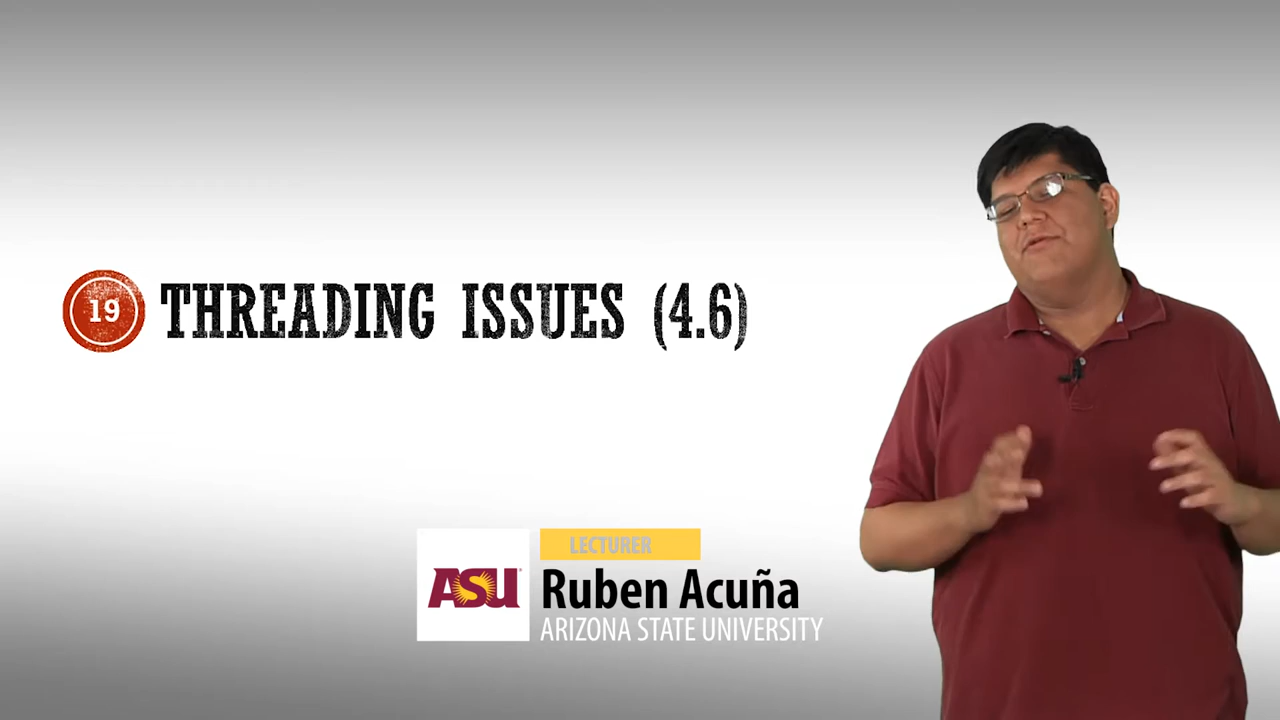 19
THREADING ISSUES (4.6)
LECTURER
ASU
Ruben Acuña
ARIZONA STATE UNIVERSITY